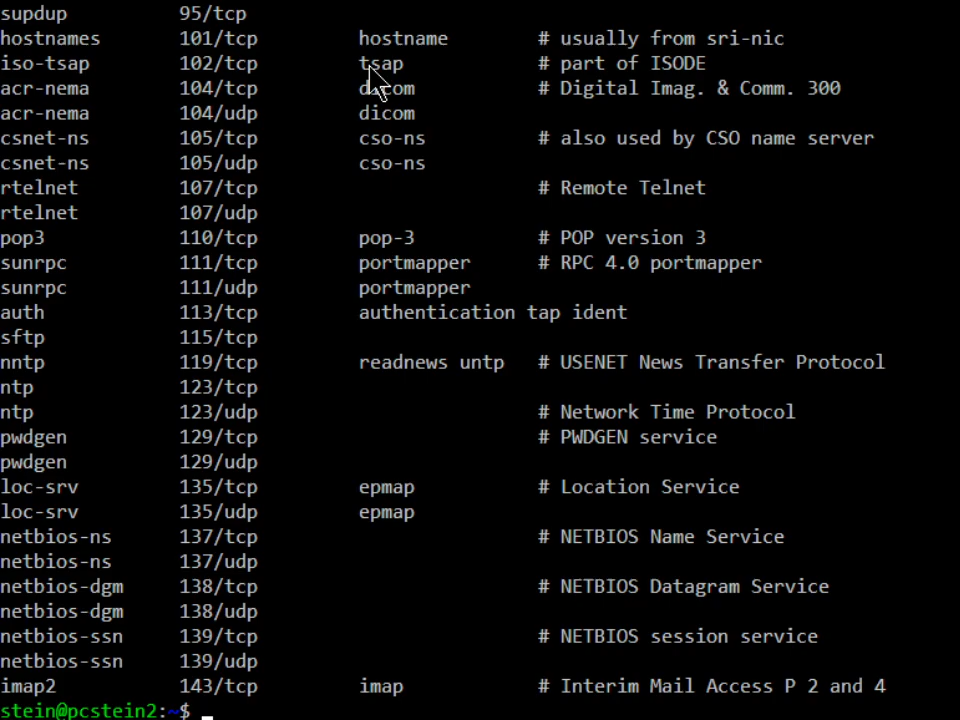 supdup 95/tcp
hostnames 101/tcp hostname # usually from sri-nic
iso-tsap 102/tcp tsap # part of ISODE
acr-nema 104/tcp dicom # Digital Imag. & Comm. 300
acr-nema 104/udp dicom
csnet-ns 105/tcp cso-ns # also used by CSO name server
csnet-ns 105/udp cso-ns
rtelnet 107/tcp # Remote Telnet
rtelnet 107/udp
pop3 110/tcp pop-3 # POP version 3
sunrpc 111/tcp portmapper # RPC 4.0 portmapper
sunrpc 111/udp portmapper
auth 113/tcp authentication tap ident
sftp 115/tcp
nntp 119/tcp readnews untp # USENET News Transfer Protocol
ntp 123/tcp
ntp 123/udp # Network Time Protocol
pwdgen 129/tcp # PWDGEN service
pwdgen 129/udp
loc-srv 135/tcp epmap # Location Service
loc-srv 135/udp epmap
netbios-ns 137/tcp # NETBIOS Name Service
netbios-ns 137/udp
netbios-dgm 138/tcp # NETBIOS Datagram Service
netbios-dgm 138/udp
netbios-ssn 139/tcp # NETBIOS session service
netbios-ssn 139/udp
imap2 143/tcp imap # Interim Mail Access P 2 and 4
stein@pcstein2:~$